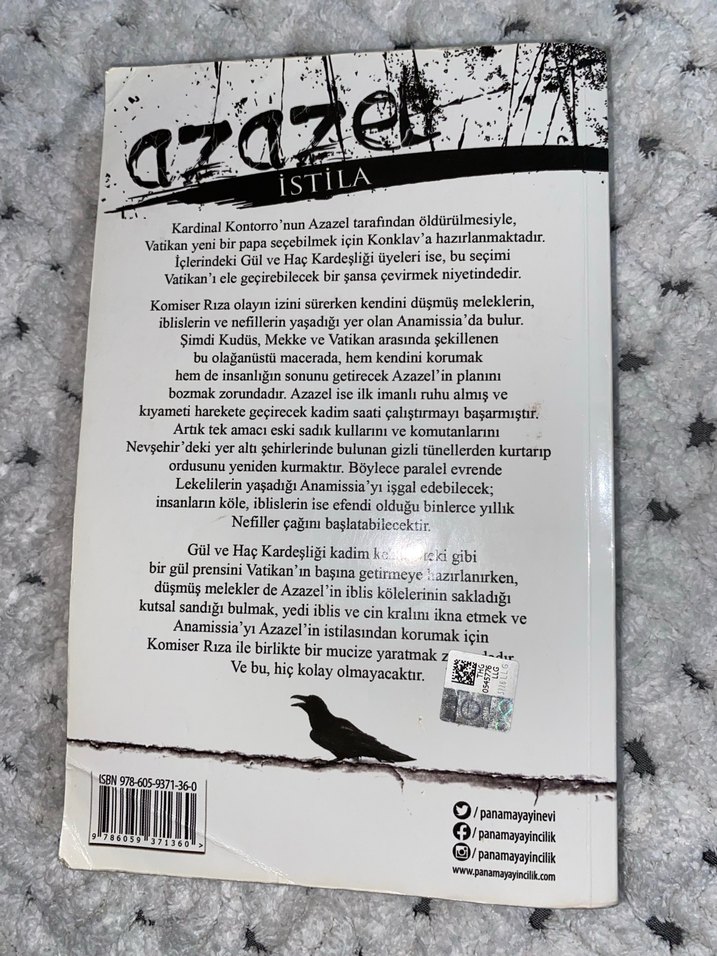 azazel
İSTİLA
Kardinal Kontorro'nun Azazel tarafından öldürülmesiyle,
Vatikan yeni bir papa seçebilmek için Konklav'a hazırlanmaktadır.
İçlerindeki Gül ve Haç Kardeşliği üyeleri ise, bu seçimi
Vatikan'ı ele geçirebilecek bir şansa çevirmek niyetindedir.
Komiser Rıza olayın izini sürerken kendini düşmüş meleklerin,
iblislerin ve nefillerin yaşadığı yer olan Anamissia'da bulur.
Şimdi Kudüs, Mekke ve Vatikan arasında şekillenen
bu olağanüstü macerada, hem kendini korumak
hem de insanlığın sonunu getirecek Azazel'in planını
bozmak zorundadır. Azazel ise ilk imanlı ruhu almış ve
kıyameti harekete geçirecek kadim saati çalıştırmayı başarmıştır.
Artık tek amacı eski sadık kullarını ve komutanlarını
Nevşehir'deki yer altı şehirlerinde bulunan gizli tünellerden kurtarıp
ordusunu yeniden kurmaktır. Böylece paralel evrende
Lekelilerin yaşadığı Anamissia'yı işgal edebilecek;
insanların köle, iblislerin ise efendi olduğu binlerce yıllık
Nefiller çağını başlatabilecektir.
Gül ve Haç Kardeşliği kadim gibi
bir gül prensini Vatikan'ın başına getirmeye hazırlanırken,
düşmüş melekler de Azazel'in iblis kölelerinin sakladığı
kutsal sandığı bulmak, yedi iblis ve cin kralını ikna etmek ve
Anamissia'yı Azazel'in istilasından korumak için
Komiser Rıza ile birlikte bir mucize yaratmak
Ve bu, hiç kolay olmayacaktır.
THG
0545776
LLG
ISBN 978-605-9371-36-0
9 786059 371360 >
/ panamayayinevi
/ panamayayincilik
/ panamayayincilik
www.panamayayincilik.com